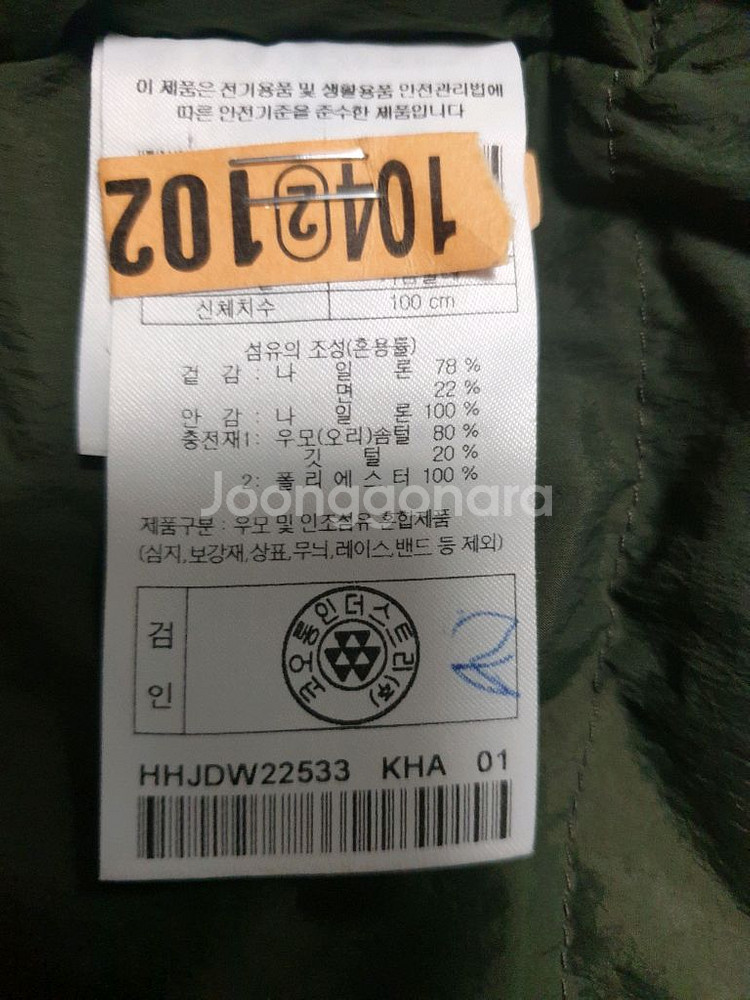 이 제품은 전기용품 및 생활용품 안전관리법에
따른 안전기준을 준수한 제품입니다
104 2 102
신체치수 100 cm
섬유의 조성(혼용률)
겉 감 : 나 일 론 78 %
면 22 %
안 감 : 나 일 론 100 %
충전재1: 우모(오리)솜털 80 %
깃 털 20 %
2: 폴리에스터 100 %
Joonggonara
제품구분 : 우모 및 인조섬유 혼합제품
(심지,보강재,상표,무늬,레이스,밴드 등 제외)
검인
코오롱인더스트리(주)
HHJDW22533 KHA 01